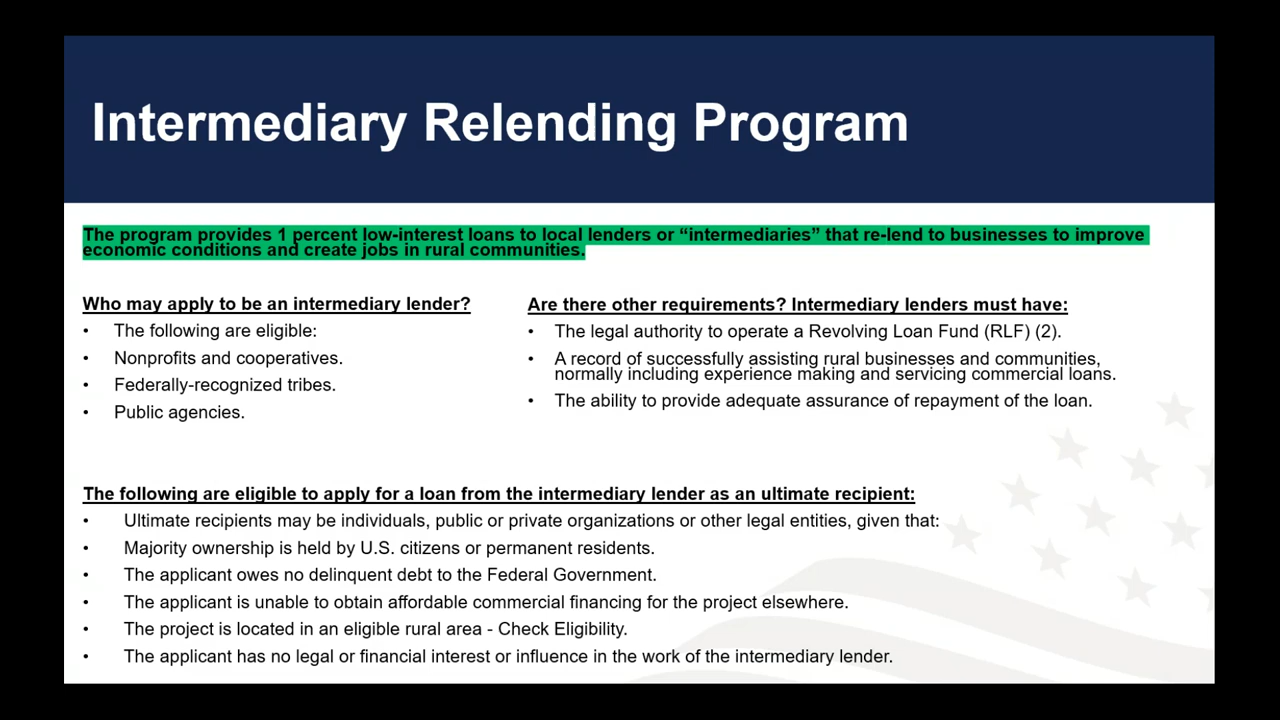 Intermediary Relending Program
The program provides 1 percent low-interest loans to local lenders or “intermediaries” that re-lend to businesses to improve
economic conditions and create jobs in rural communities.
Who may apply to be an intermediary lender?
• The following are eligible:
• Nonprofits and cooperatives.
• Federally-recognized tribes.
• Public agencies.
Are there other requirements? Intermediary lenders must have:
• The legal authority to operate a Revolving Loan Fund (RLF) (2).
• A record of successfully assisting rural businesses and communities,
normally including experience making and servicing commercial loans.
• The ability to provide adequate assurance of repayment of the loan.
The following are eligible to apply for a loan from the intermediary lender as an ultimate recipient:
• Ultimate recipients may be individuals, public or private organizations or other legal entities, given that:
• Majority ownership is held by U.S. citizens or permanent residents.
• The applicant owes no delinquent debt to the Federal Government.
• The applicant is unable to obtain affordable commercial financing for the project elsewhere.
• The project is located in an eligible rural area - Check Eligibility.
• The applicant has no legal or financial interest or influence in the work of the intermediary lender.